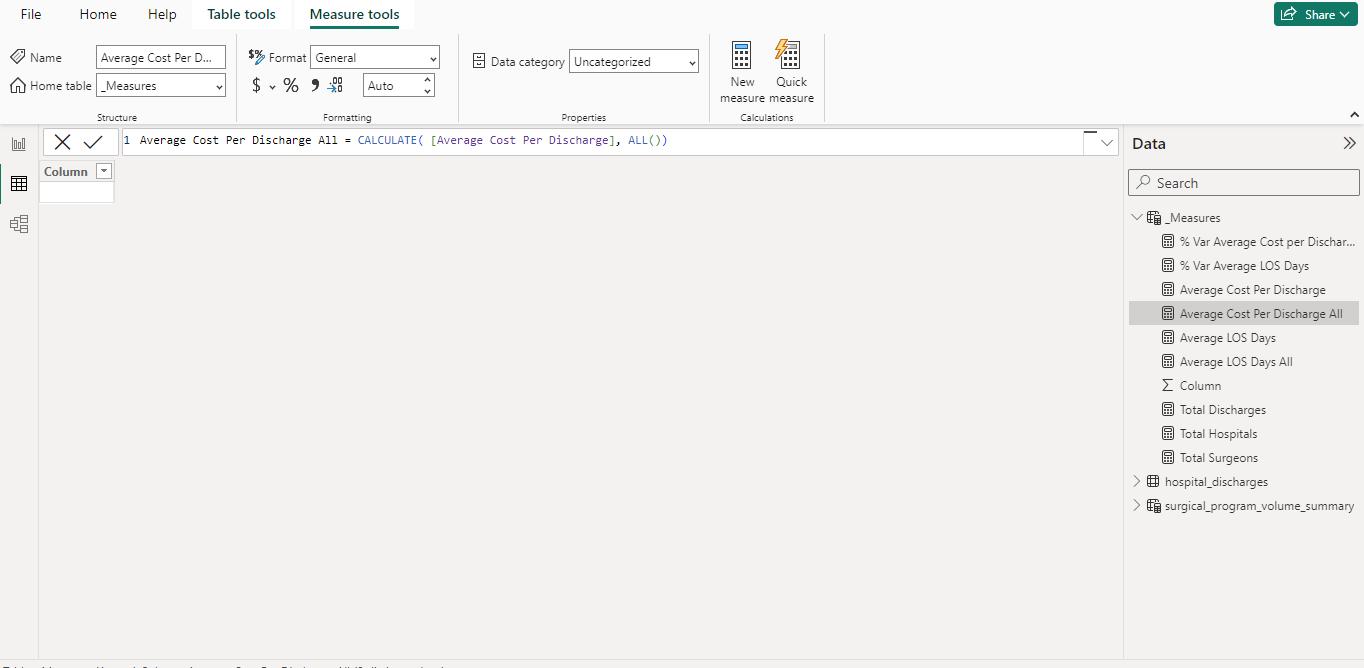 File Home Help Table tools Measure tools Share
Name Average Cost Per D... $% Format General Data category Uncategorized New measure Quick measure
Home table _Measures $ % Auto
Structure Formatting Properties Calculations
1 Average Cost Per Discharge All = CALCULATE( [Average Cost Per Discharge], ALL())
Column
Data
Search
_Measures
% Var Average Cost per Dischar...
% Var Average LOS Days
Average Cost Per Discharge
Average Cost Per Discharge All
Average LOS Days
Average LOS Days All
Column
Total Discharges
Total Hospitals
Total Surgeons
hospital_discharges
surgical_program_volume_summary